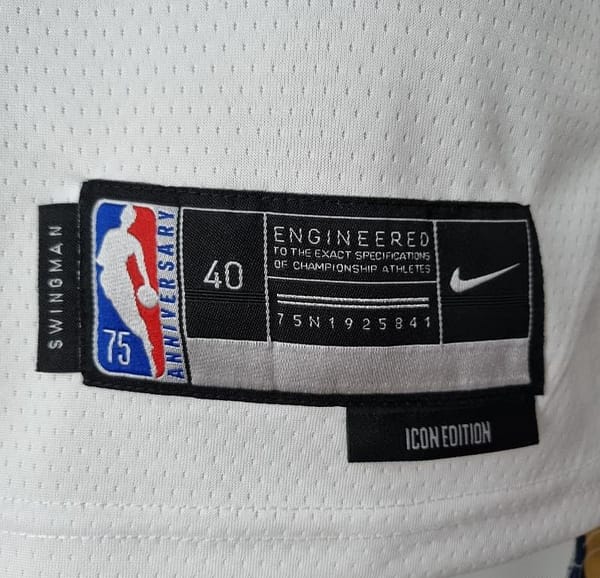 SWINGMAN
75
ANNIVERSARY
40
ENGINEERED
TO THE EXACT SPECIFICATIONS
OF CHAMPIONSHIP ATHLETES
75N1925841
ICON EDITION